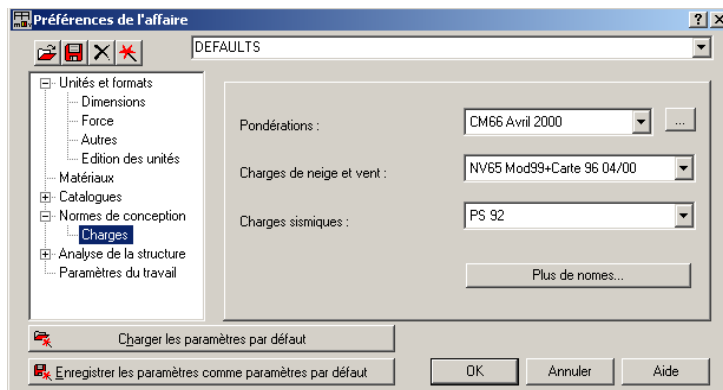 Préférences de l'affaire
DEFAULTS
Unités et formats
Dimensions
Force
Autres
Edition des unités
Matériaux
Catalogues
Normes de conception
Charges
Analyse de la structure
Paramètres du travail
Pondérations :
CM66 Avril 2000
...
Charges de neige et vent :
NV65 Mod99+Carte 96 04/00
Charges sismiques :
PS 92
Plus de nomes...
Charger les paramètres par défaut
Enregistrer les paramètres comme paramètres par défaut
OK
Annuler
Aide